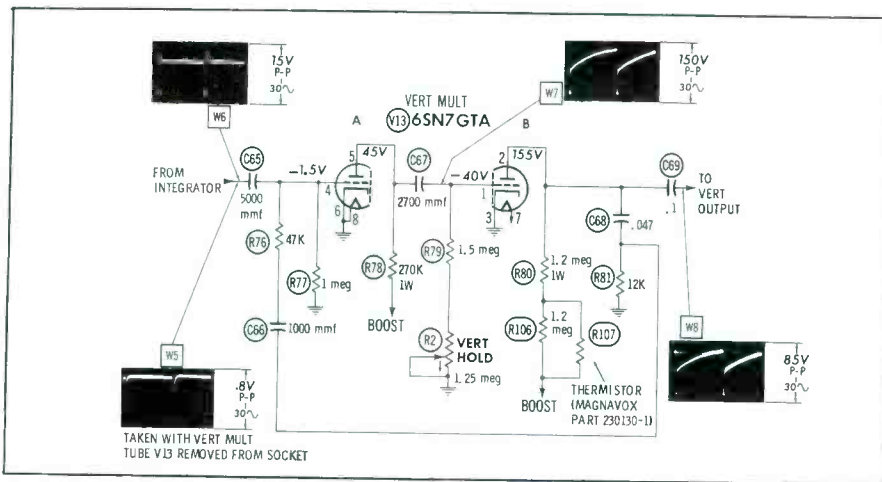 15V
P-P
30~
W6
VERT MULT
A
V13 6SN7GTA
B
W7
150V
P-P
30~
FROM
INTEGRATOR
C65
5000
mmf
-1.5V
4
5
45V
6
8
C67
2700 mmf
-40V
1
2
155V
3
7
C69
.1
TO
VERT
OUTPUT
R76
47K
R77
1 meg
R78
270K
1W
BOOST
R79
1.5 meg
R80
1.2 meg
1W
C68
.047
R81
12K
C66
1000 mmf
R2
VERT
HOLD
1.25 meg
R106
1.2
meg
R107
BOOST
THERMISTOR
(MAGNAVOX
PART 230130-1)
W8
85V
P-P
30~
W5
.8V
P-P
30~
TAKEN WITH VERT MULT
TUBE V13 REMOVED FROM SOCKET